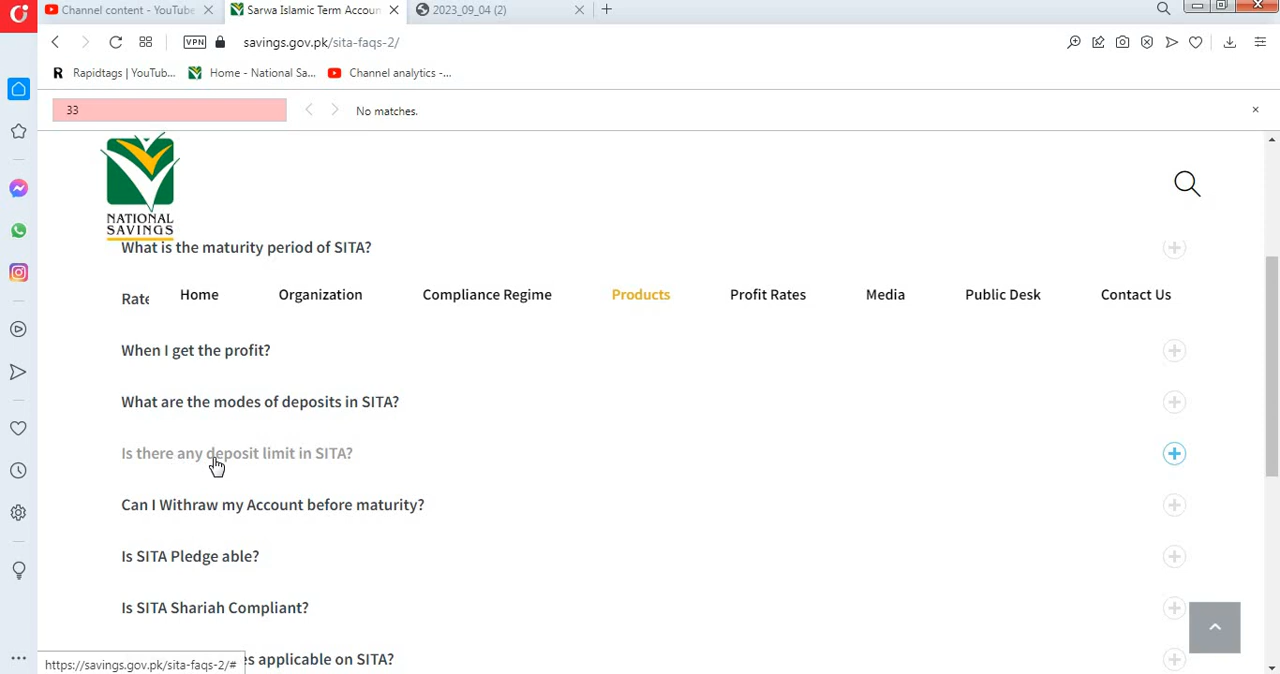 Channel content - YouTube
Sarwa Islamic Term Accoun
2023_09_04 (2)
VPN
savings.gov.pk/sita-faqs-2/
R Rapidtags | YouTub...
Home - National Sa...
Channel analytics -...
33
No matches.
NATIONAL
SAVINGS
What is the maturity period of SITA?
Rate
Home
Organization
Compliance Regime
Products
Profit Rates
Media
Public Desk
Contact Us
When I get the profit?
What are the modes of deposits in SITA?
Is there any deposit limit in SITA?
Can I Withraw my Account before maturity?
Is SITA Pledge able?
Is SITA Shariah Compliant?
es applicable on SITA?
https://savings.gov.pk/sita-faqs-2/#